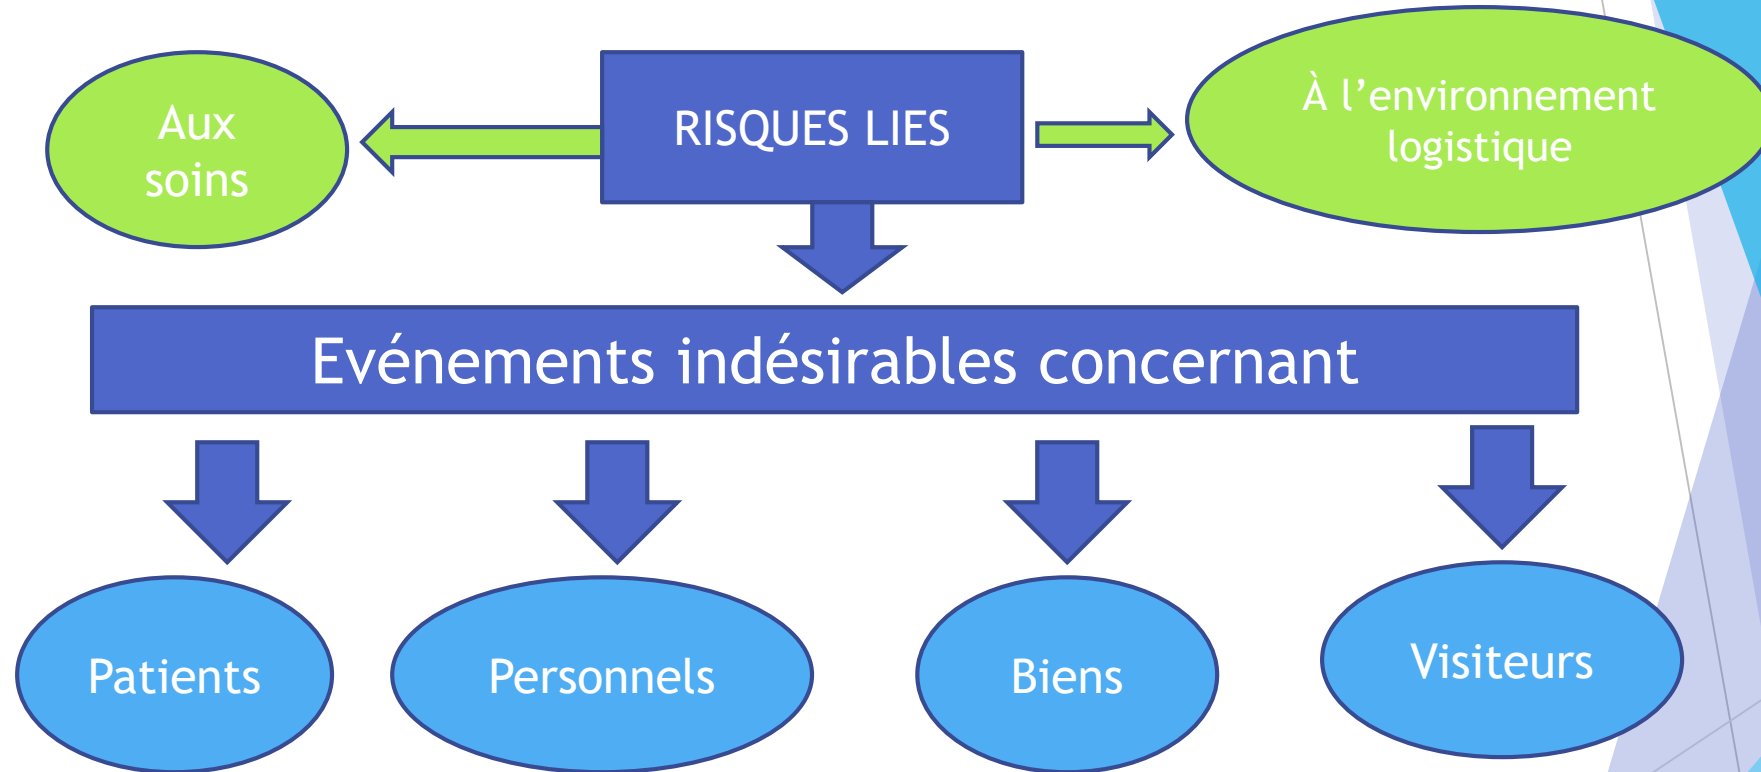 Aux
soins
RISQUES LIES
À l’environnement
logistique
Evénements indésirables concernant
Patients
Personnels
Biens
Visiteurs